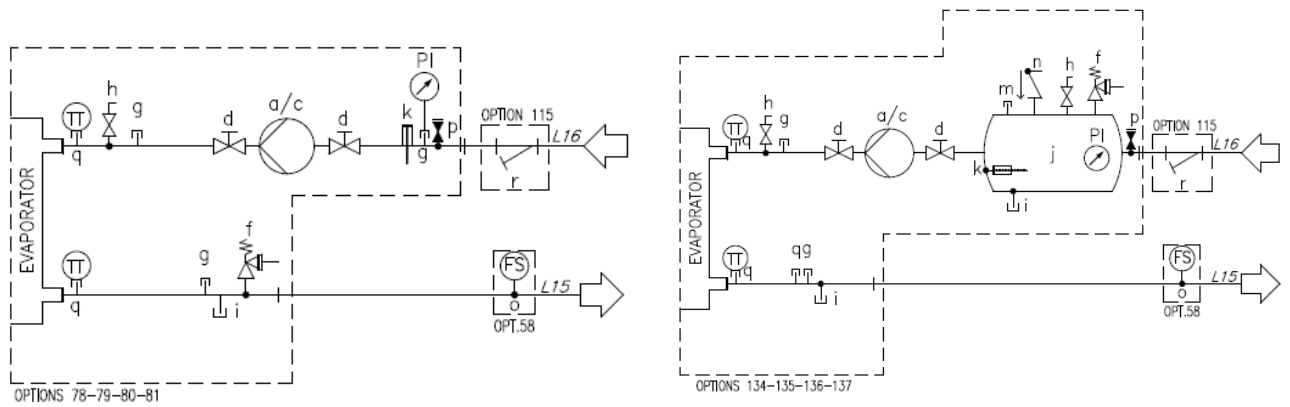 PI
h
TT
g
d
a/c
d
k
p
OPTION 115
L16
q
g
r
EVAPORATOR
f
TT
g
FS
L15
q
i
o
OPT.58
OPTIONS 78-79-80-81
n
h
f
m
h
TT
g
d
a/c
d
p
OPTION 115
PI
L16
q
j
k
r
i
EVAPORATOR
TT
q
qg
FS
L15
i
o
OPT.58
OPTIONS 134-135-136-137